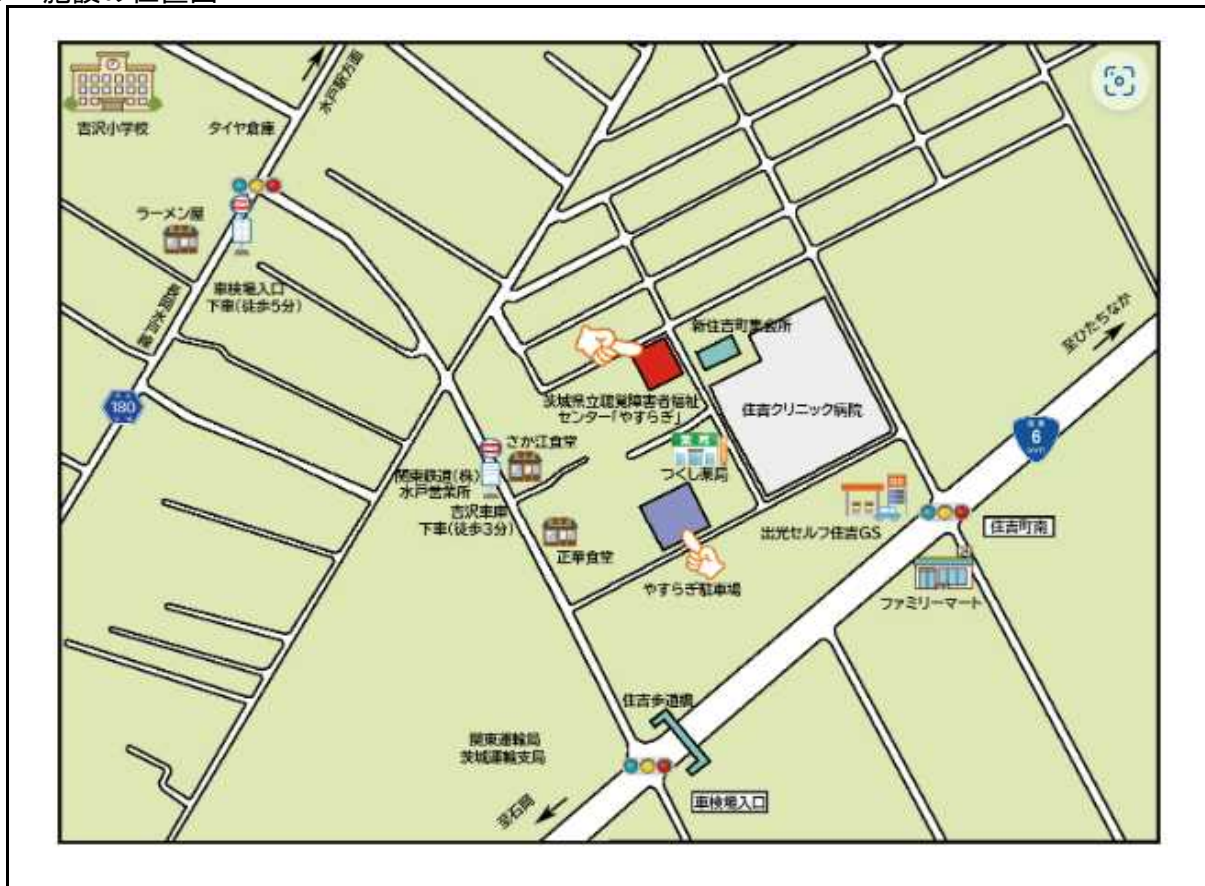 施設の位置図
吉沢小学校
タイヤ倉庫
水戸駅方面
ラーメン屋
車検場入口
下車(徒歩5分)
長岡水戸線
180
新住吉町集会所
至ひたちなか
茨城県立聴覚障害者福祉
センター「やすらぎ」
住吉クリニック病院
6
さか江食堂
関東鉄道(株)
水戸営業所
吉沢車庫
下車(徒歩3分)
薬局
つくし薬局
正華食堂
出光セルフ住吉GS
住吉町南
やすらぎ駐車場
ファミリーマート
住吉歩道橋
関東運輸局
茨城運輸支局
車検場入口
至石岡